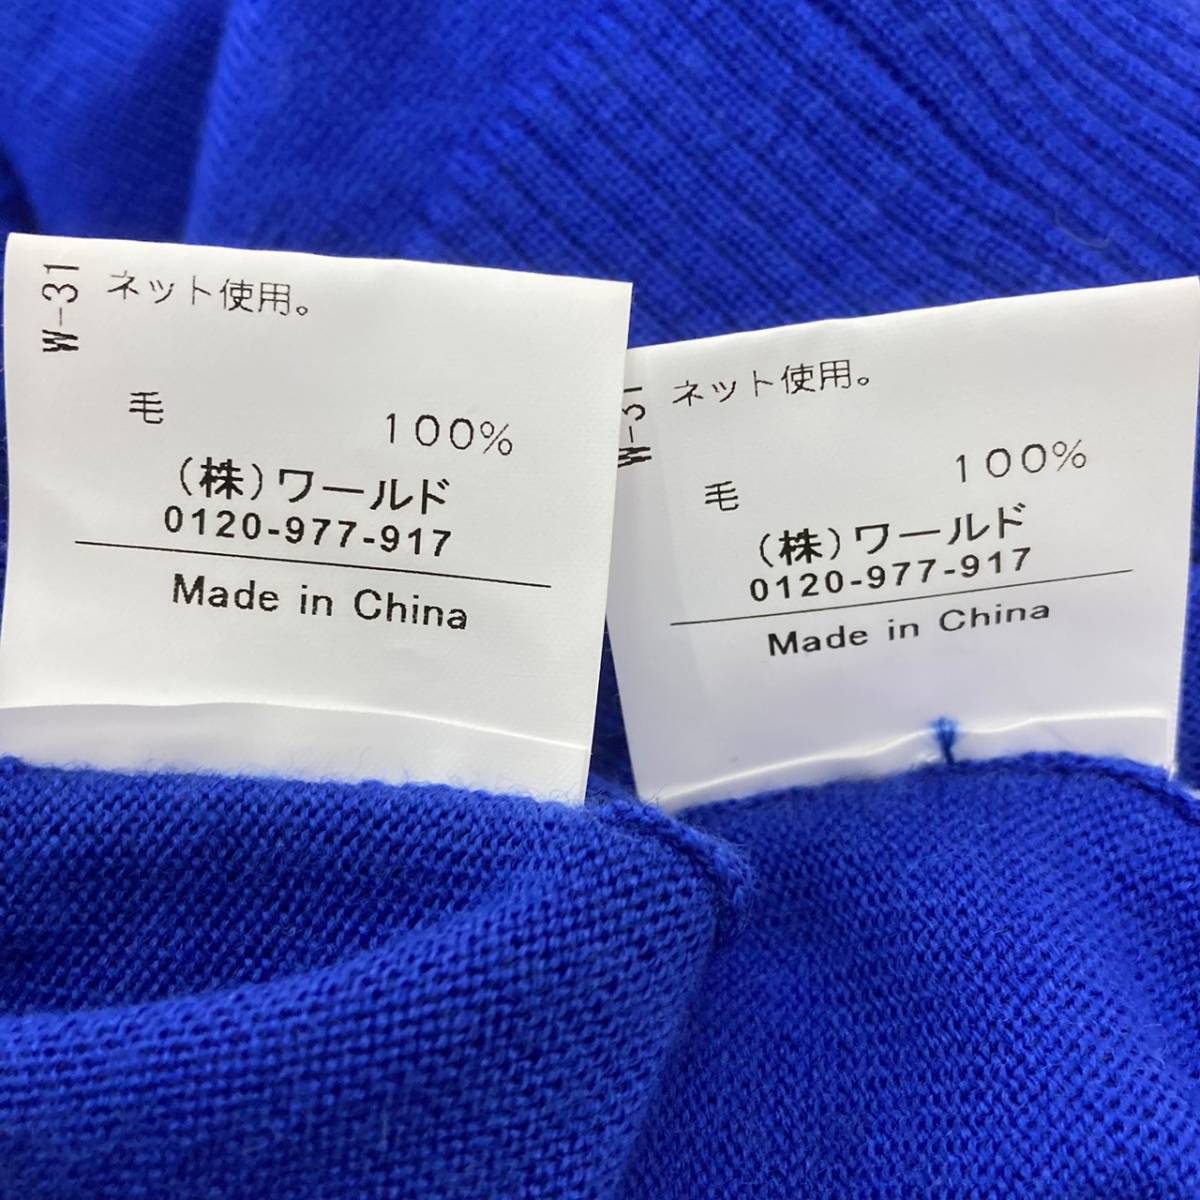 W-31
ネット使用。
毛 100%
(株)ワールド
0120-977-917
Made in China
W-31
ネット使用。
毛 100%
(株)ワールド
0120-977-917
Made in China